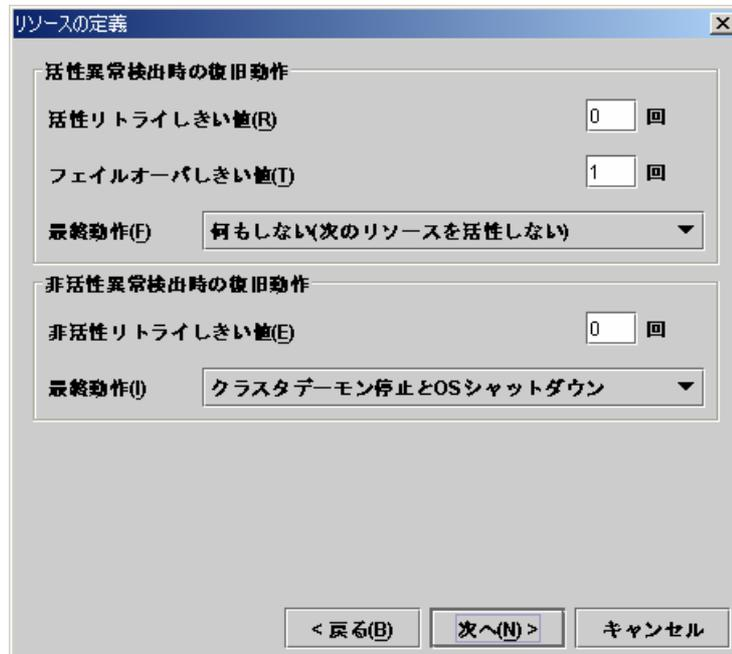 リソースの定義
活性異常検出時の復旧動作
活性リトライしきい値(R) 0 回
フェイルオーバしきい値(T) 1 回
最終動作(F) 何もしない(次のリソースを活性しない)
非活性異常検出時の復旧動作
非活性リトライしきい値(E) 0 回
最終動作(I) クラスタデーモン停止とOSシャットダウン
< 戻る(B) 次へ(N) > キャンセル